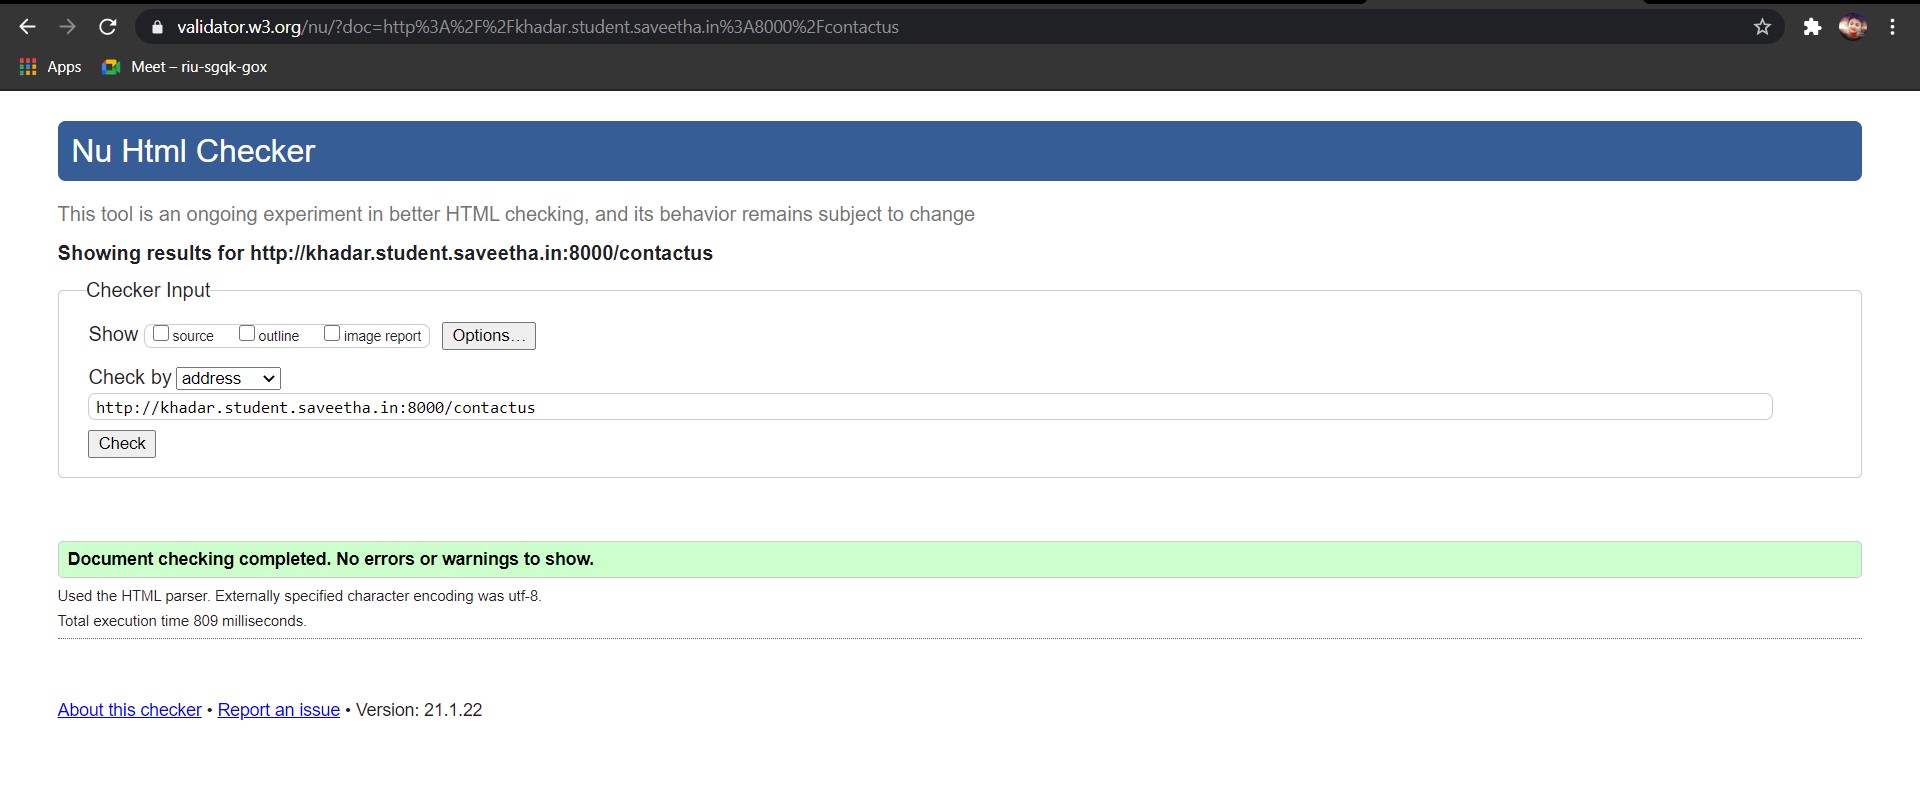 validator.w3.org/nu/?doc=http%3A%2F%2Fkhadar.student.saveetha.in%3A8000%2Fcontactus
Apps Meet – riu-sgqk-gox
Nu Html Checker
This tool is an ongoing experiment in better HTML checking, and its behavior remains subject to change
Showing results for http://khadar.student.saveetha.in:8000/contactus
Checker Input
Show source outline image report Options...
Check by address
http://khadar.student.saveetha.in:8000/contactus
Check
Document checking completed. No errors or warnings to show.
Used the HTML parser. Externally specified character encoding was utf-8.
Total execution time 809 milliseconds.
About this checker • Report an issue • Version: 21.1.22